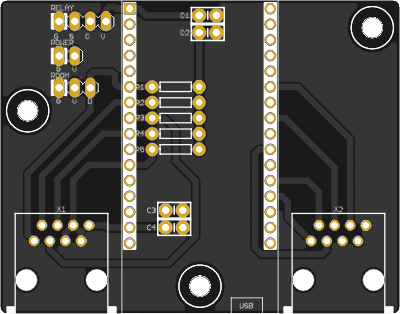 RELAY
G S C V
POWER
G V
ROOM
G V D
C1
C2
R1
R2
R3
R4
R5
C3
C4
X1
X2
USB